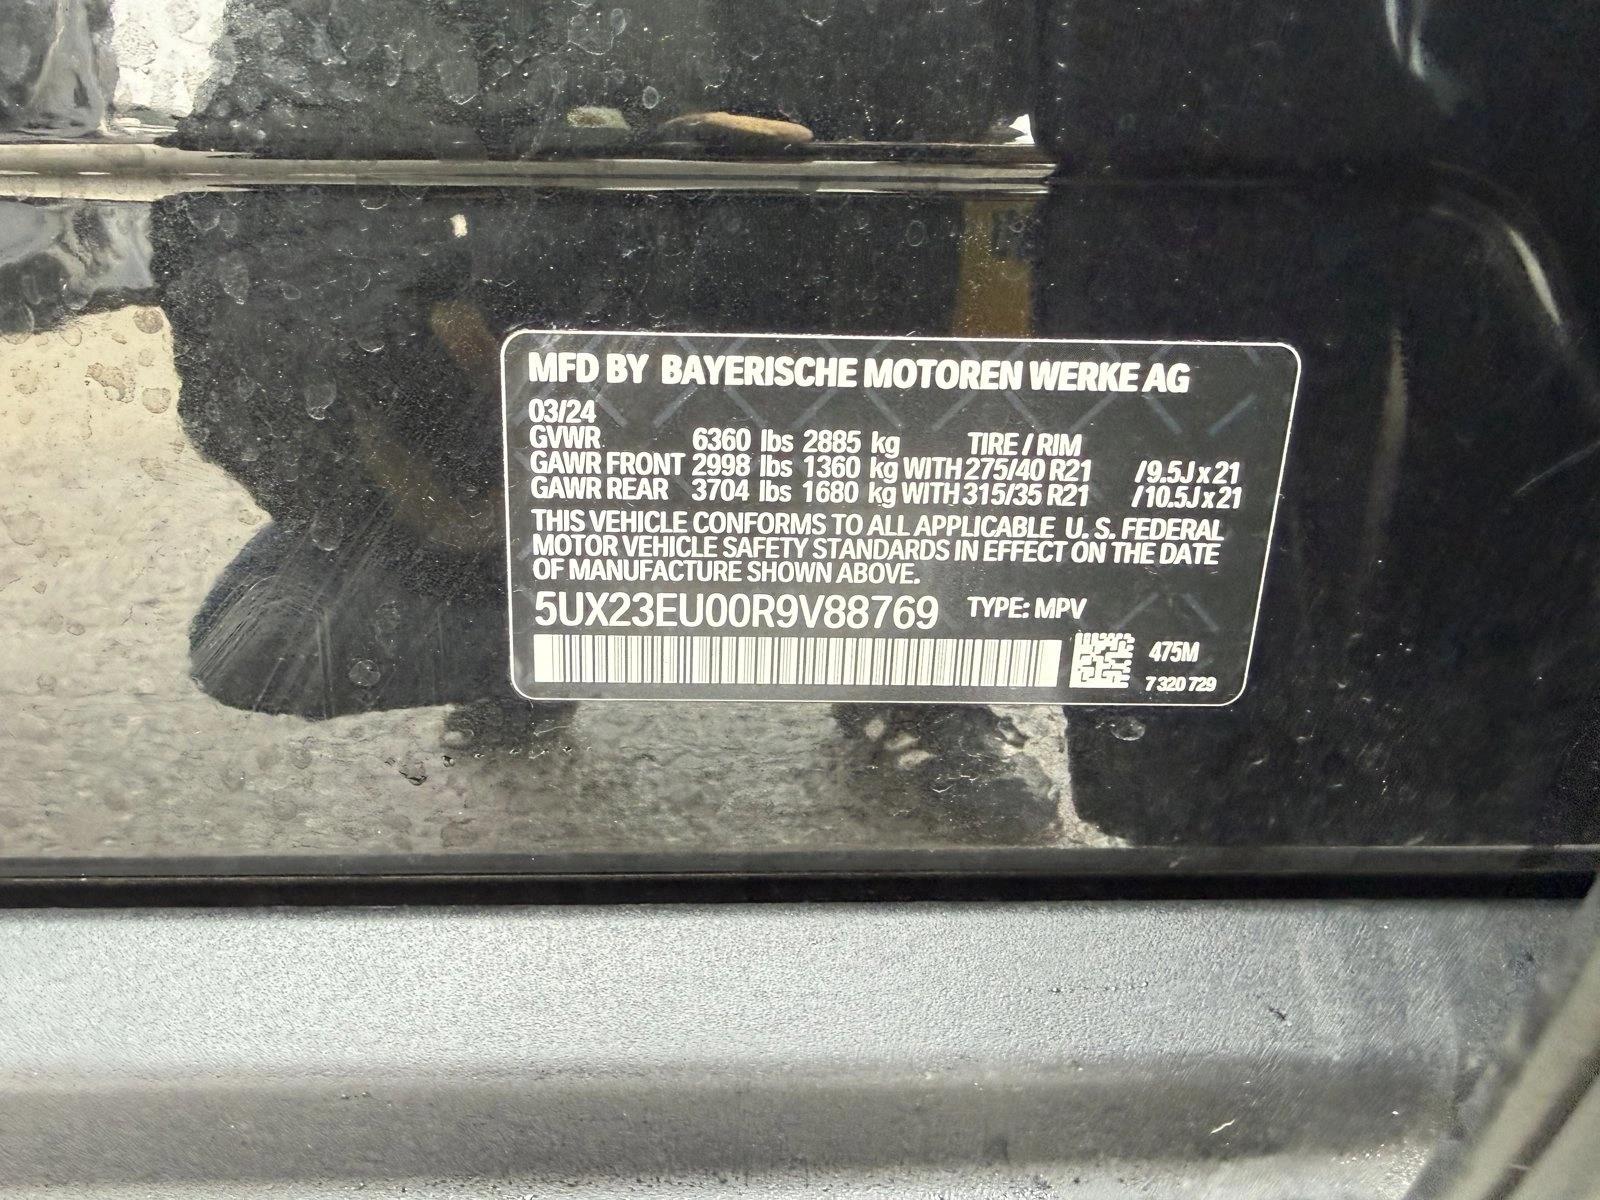 MFD BY BAYERISCHE MOTOREN WERKE AG
03/24
GVWR 6360 lbs 2885 kg TIRE / RIM
GAWR FRONT 2998 lbs 1360 kg WITH 275/40 R21 /9.5J x 21
GAWR REAR 3704 lbs 1680 kg WITH 315/35 R21 /10.5J x 21
THIS VEHICLE CONFORMS TO ALL APPLICABLE U. S. FEDERAL
MOTOR VEHICLE SAFETY STANDARDS IN EFFECT ON THE DATE
OF MANUFACTURE SHOWN ABOVE.
5UX23EU00R9V88769 TYPE: MPV
475M
7 320 729